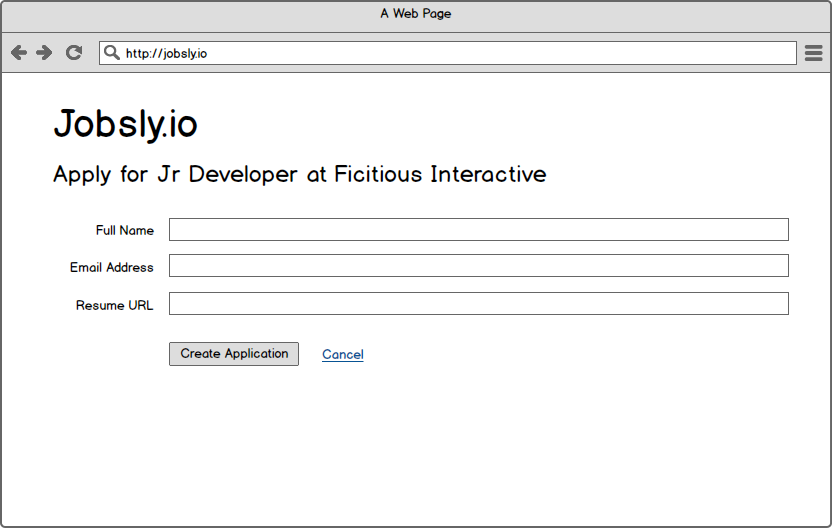 A Web Page
http://jobsly.io
Jobsly.io
Apply for Jr Developer at Ficitious Interactive
Full Name
Email Address
Resume URL
Create Application Cancel